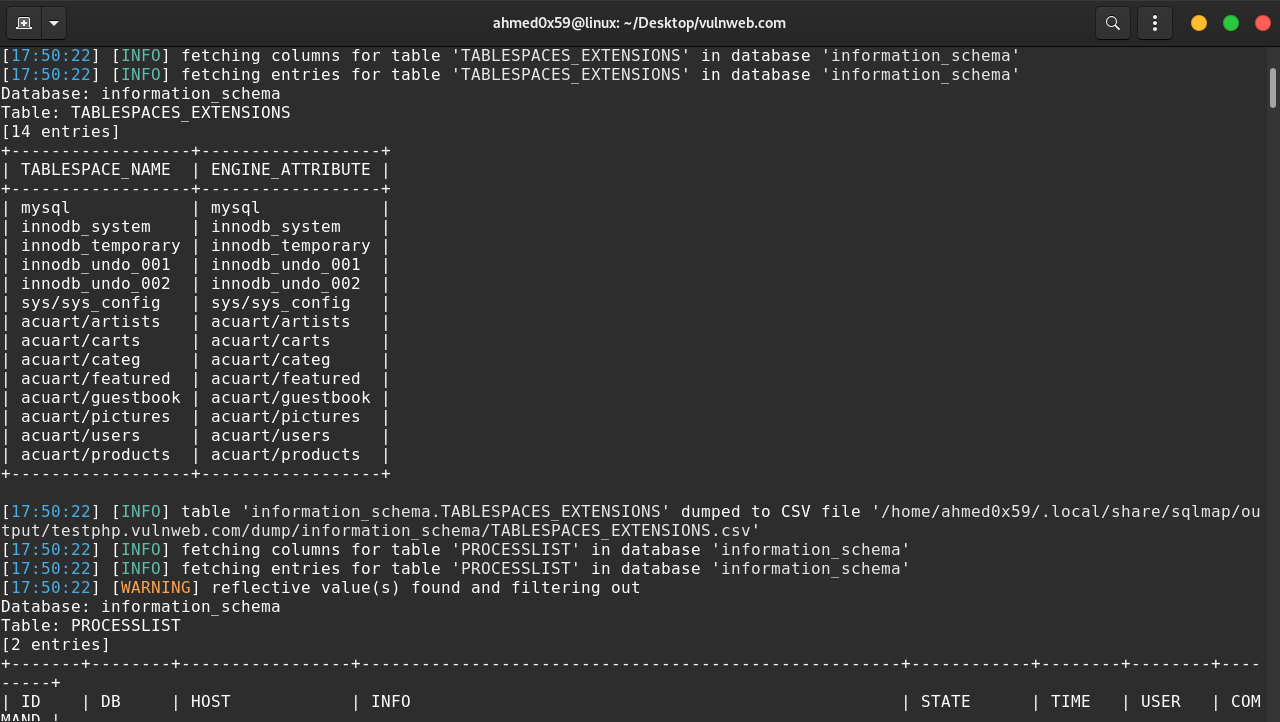 ahmed0x59@linux: ~/Desktop/vulnweb.com
[17:50:22] [INFO] fetching columns for table 'TABLESPACES_EXTENSIONS' in database 'information_schema'
[17:50:22] [INFO] fetching entries for table 'TABLESPACES_EXTENSIONS' in database 'information_schema'
Database: information_schema
Table: TABLESPACES_EXTENSIONS
[14 entries]
+------------------+------------------+
| TABLESPACE_NAME  | ENGINE_ATTRIBUTE |
+------------------+------------------+
| mysql            | mysql            |
| innodb_system    | innodb_system    |
| innodb_temporary | innodb_temporary |
| innodb_undo_001  | innodb_undo_001  |
| innodb_undo_002  | innodb_undo_002  |
| sys/sys_config   | sys/sys_config   |
| acuart/artists   | acuart/artists   |
| acuart/carts     | acuart/carts     |
| acuart/categ     | acuart/categ     |
| acuart/featured  | acuart/featured  |
| acuart/guestbook | acuart/guestbook |
| acuart/pictures  | acuart/pictures  |
| acuart/users     | acuart/users     |
| acuart/products  | acuart/products  |
+------------------+------------------+
[17:50:22] [INFO] table 'information_schema.TABLESPACES_EXTENSIONS' dumped to CSV file '/home/ahmed0x59/.local/share/sqlmap/ou
tput/testphp.vulnweb.com/dump/information_schema/TABLESPACES_EXTENSIONS.csv'
[17:50:22] [INFO] fetching columns for table 'PROCESSLIST' in database 'information_schema'
[17:50:22] [INFO] fetching entries for table 'PROCESSLIST' in database 'information_schema'
[17:50:22] [WARNING] reflective value(s) found and filtering out
Database: information_schema
Table: PROCESSLIST
[2 entries]
+-------+--------+-----------------+------------------------------------------------------+------------+--------+--------+----
-----+
| ID    | DB     | HOST            | INFO                                                 | STATE      | TIME   | USER   | COM
MAND |